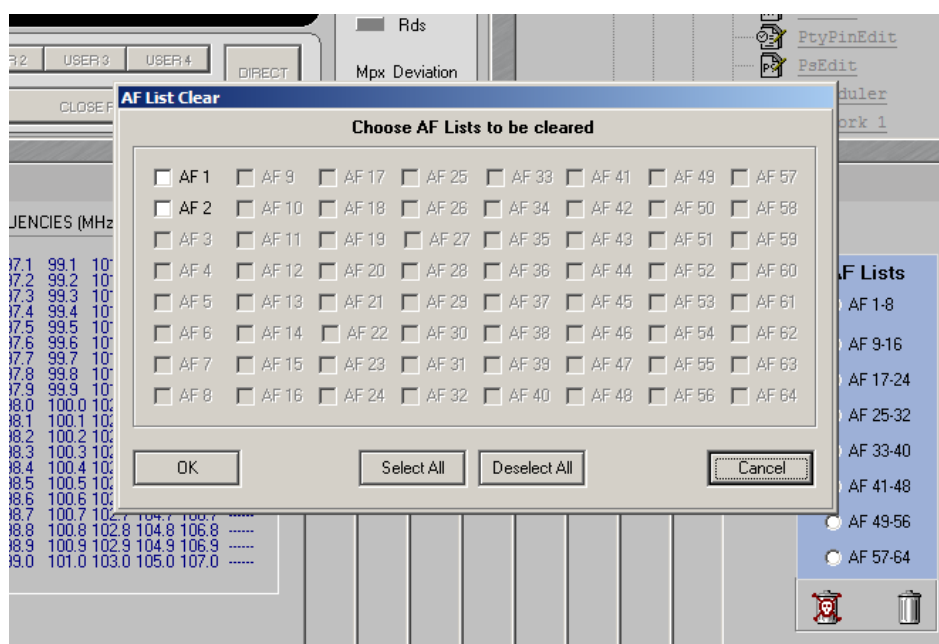 Rds
PtyPinEdit
USER 3 USER 4
DIRECT
Mpx Deviation
PsEdit
CLOSE
AF List Clear
Choose AF Lists to be cleared
AF 1 AF 9 AF 17 AF 25 AF 33 AF 41 AF 49 AF 57
AF 2 AF 10 AF 18 AF 26 AF 34 AF 42 AF 50 AF 58
AF 3 AF 11 AF 19 AF 27 AF 35 AF 43 AF 51 AF 59
AF 4 AF 12 AF 20 AF 28 AF 36 AF 44 AF 52 AF 60
AF 5 AF 13 AF 21 AF 29 AF 37 AF 45 AF 53 AF 61
AF 6 AF 14 AF 22 AF 30 AF 38 AF 46 AF 54 AF 62
AF 7 AF 15 AF 23 AF 31 AF 39 AF 47 AF 55 AF 63
AF 8 AF 16 AF 24 AF 32 AF 40 AF 48 AF 56 AF 64
OK Select All Deselect All Cancel
(MHz
99.1
99.2
99.3
99.4
99.5
99.6
99.7
99.8
99.9
100.0
100.1
100.2
100.3
100.4
100.5
100.6
100.7 102.7 104.7 106.7
100.8 102.8 104.8 106.8 ------
100.9 102.9 104.9 106.9 ------
101.0 103.0 105.0 107.0 ------
Lists
AF 1-8
AF 9-16
AF 17-24
AF 25-32
AF 33-40
AF 41-48
AF 49-56
AF 57-64